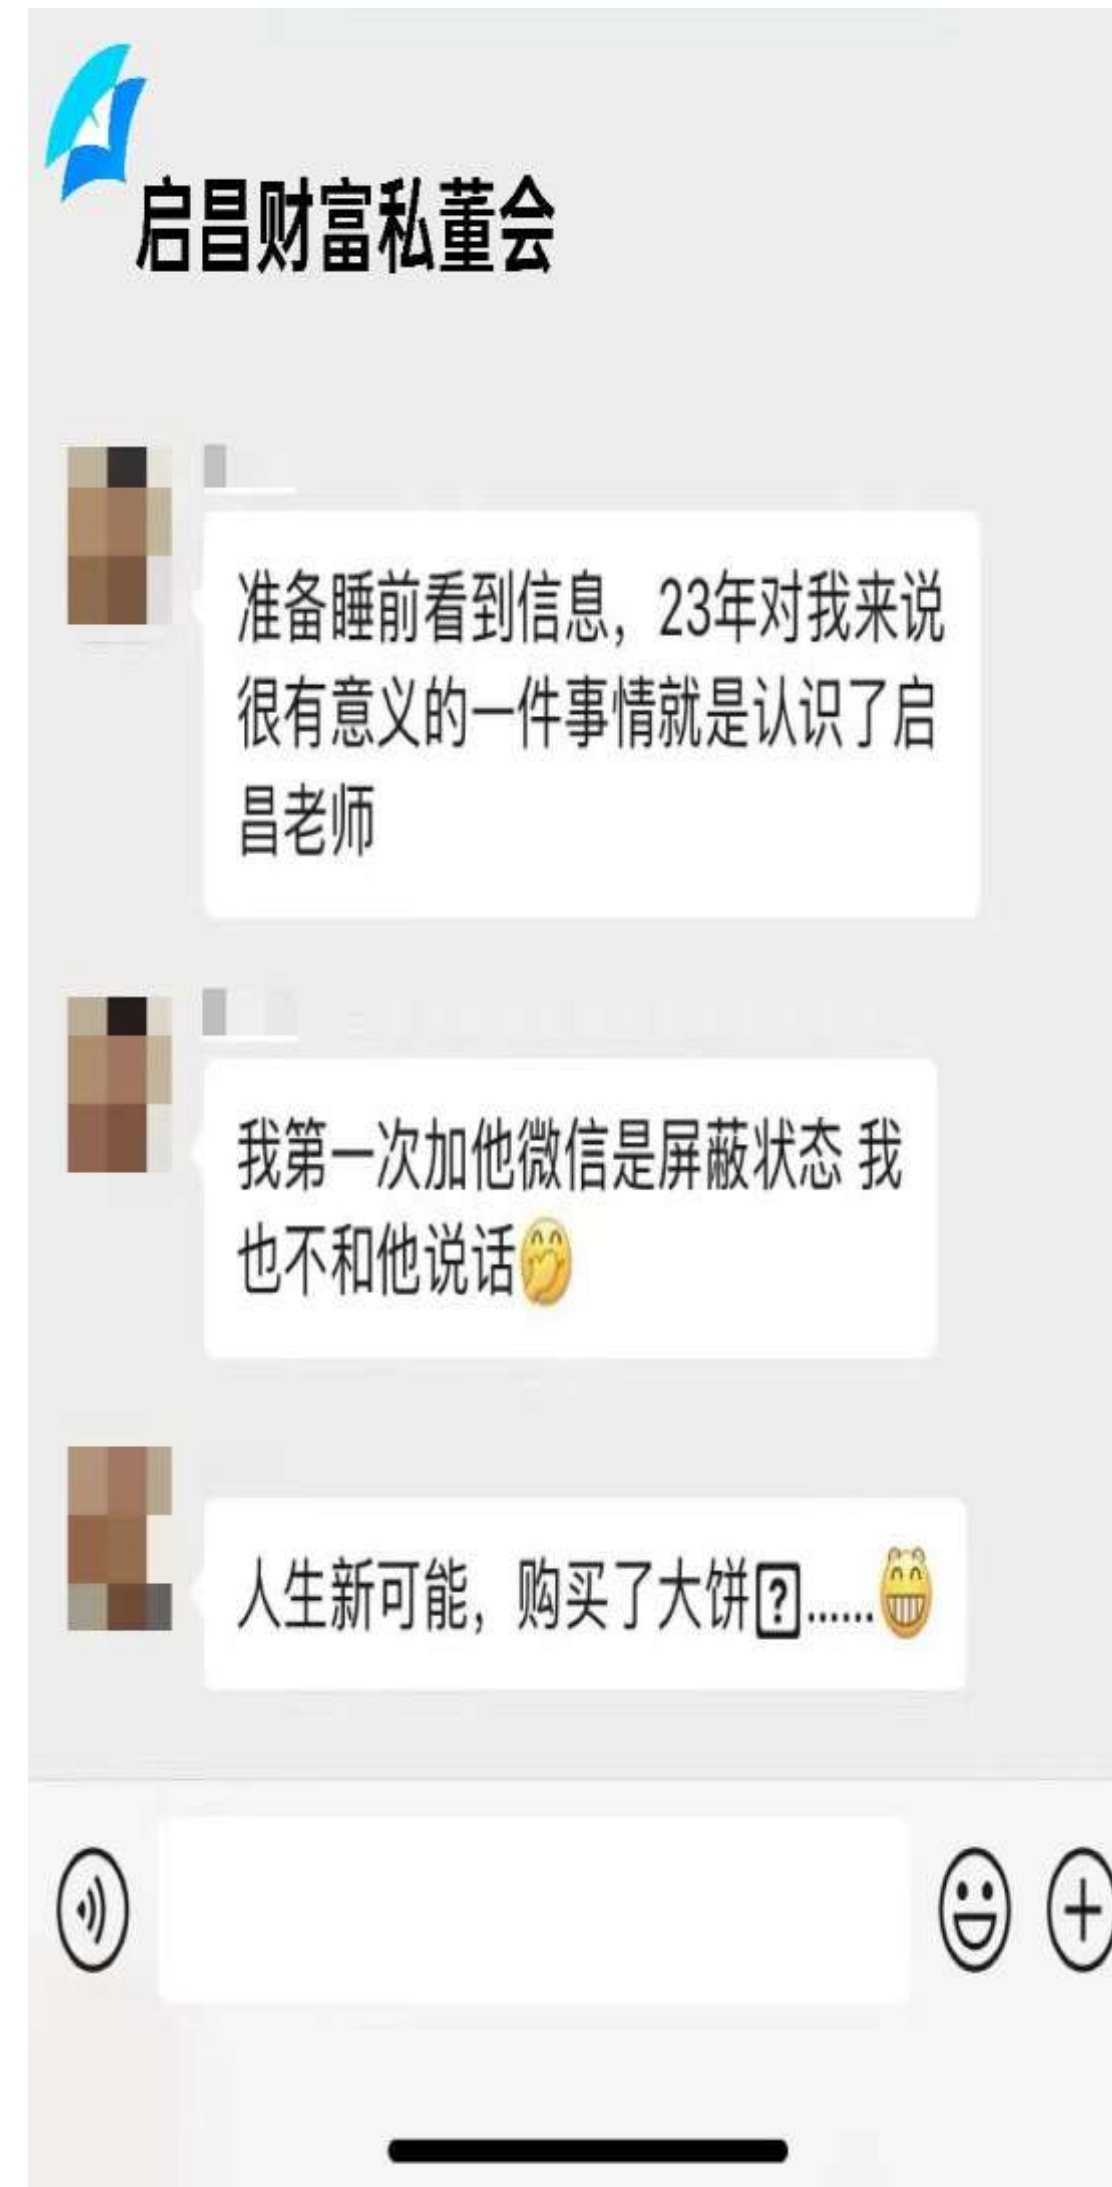 启昌财富私董会
准备睡前看到信息，23年对我来说
很有意义的一件事情就是认识了启
昌老师
我第一次加他微信是屏蔽状态 我
也不和他说话🤭
人生新可能，购买了大饼⍰......😁